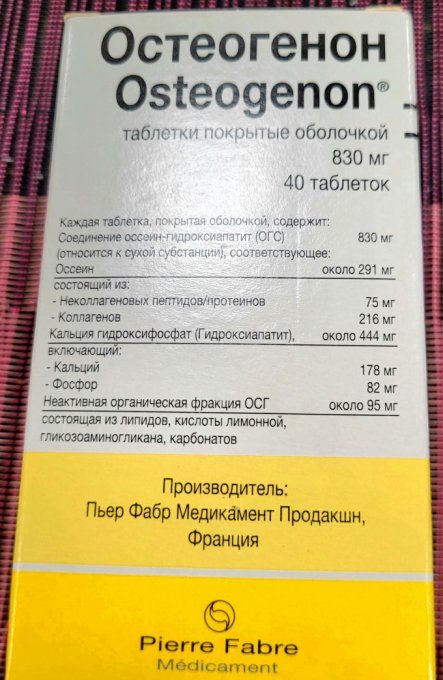 Остеогенон
Osteogenon®
таблетки покрытые оболочкой
830 мг
40 таблеток
Каждая таблетка, покрытая оболочкой, содержит:
Соединение оссеин-гидроксиапатит (ОГС) 830 мг
(относится к сухой субстанции), соответствующее:
Оссеин около 291 мг
состоящий из:
- Неколлагеновых пептидов/протеинов 75 мг
- Коллагенов 216 мг
Кальция гидроксифосфат (Гидроксиапатит), около 444 мг
включающий:
- Кальций 178 мг
- Фосфор 82 мг
Неактивная органическая фракция ОСГ около 95 мг
состоящая из липидов, кислоты лимонной,
гликозоаминогликана, карбонатов
Производитель:
Пьер Фабр Медикамент Продакшн,
Франция
Pierre Fabre
Médicament